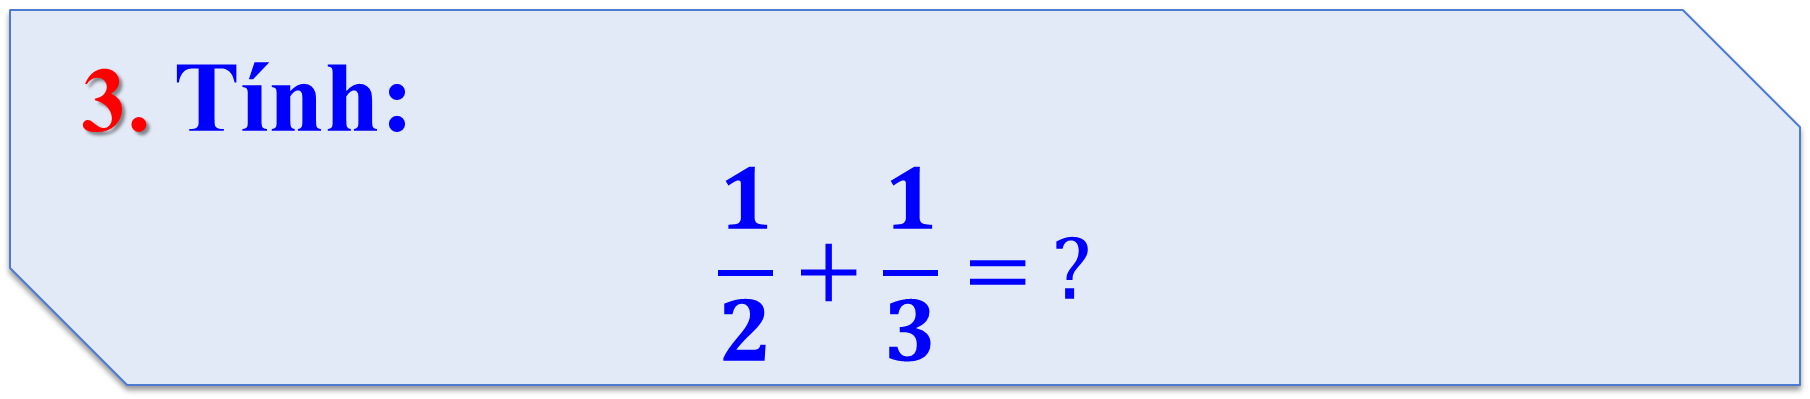 3. Tính:
1/2 + 1/3 = ?